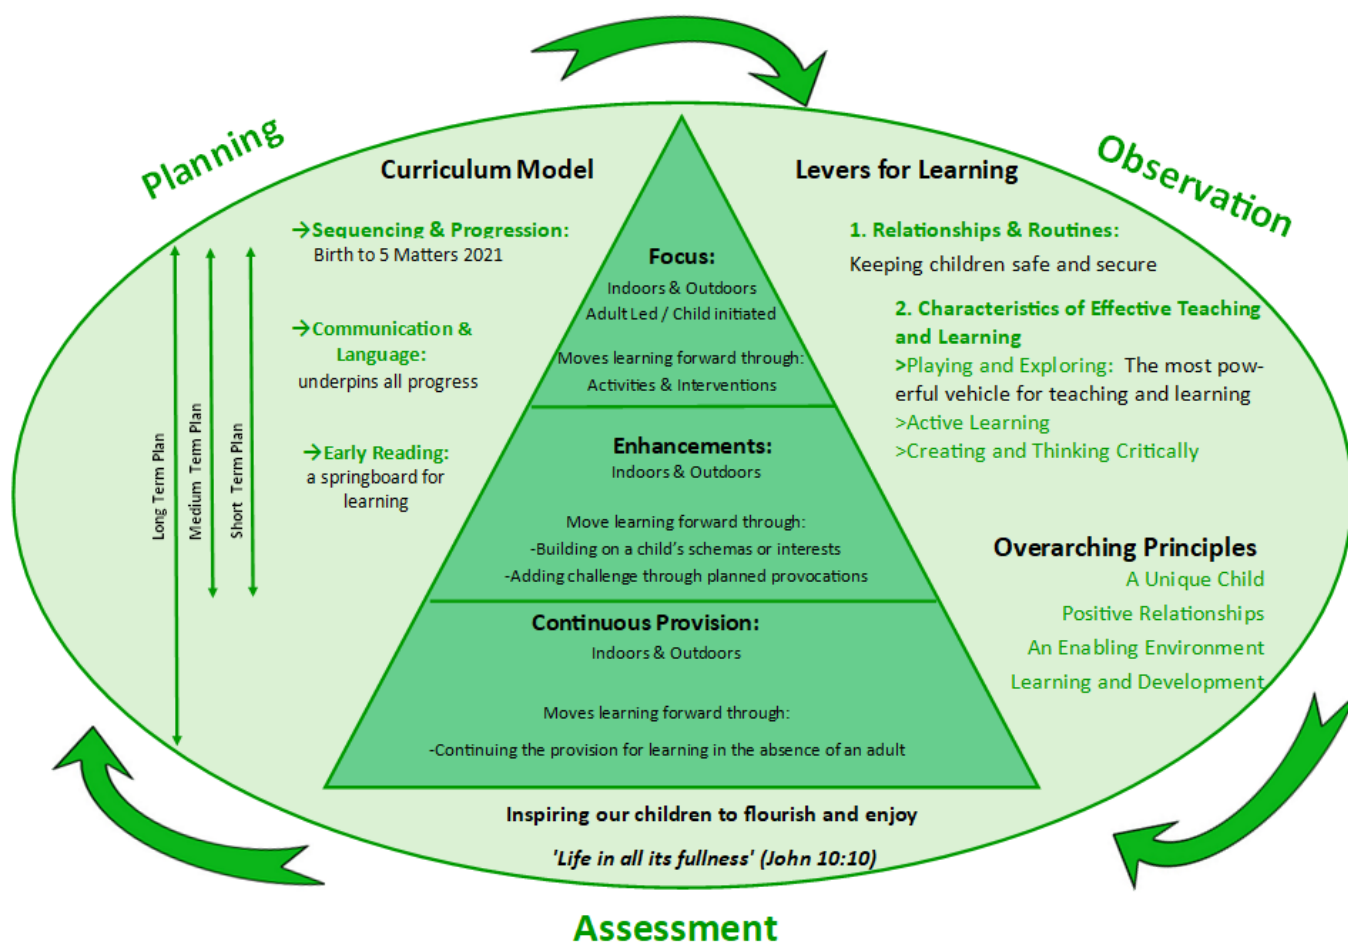 Planning
Observation
Curriculum Model
→Sequencing & Progression:
Birth to 5 Matters 2021
→Communication &
Language:
underpins all progress
→Early Reading:
a springboard for
learning
Long Term Plan
Medium Term Plan
Short Term Plan
Focus:
Indoors & Outdoors
Adult Led / Child initiated
Moves learning forward through:
Activities & Interventions
Enhancements:
Indoors & Outdoors
Move learning forward through:
-Building on a child's schemas or interests
-Adding challenge through planned provocations
Continuous Provision:
Indoors & Outdoors
Moves learning forward through:
-Continuing the provision for learning in the absence of an adult
Levers for Learning
1. Relationships & Routines:
Keeping children safe and secure
2. Characteristics of Effective Teaching
and Learning
>Playing and Exploring: The most pow-
erful vehicle for teaching and learning
>Active Learning
>Creating and Thinking Critically
Overarching Principles
A Unique Child
Positive Relationships
An Enabling Environment
Learning and Development
Inspiring our children to flourish and enjoy
'Life in all its fullness' (John 10:10)
Assessment